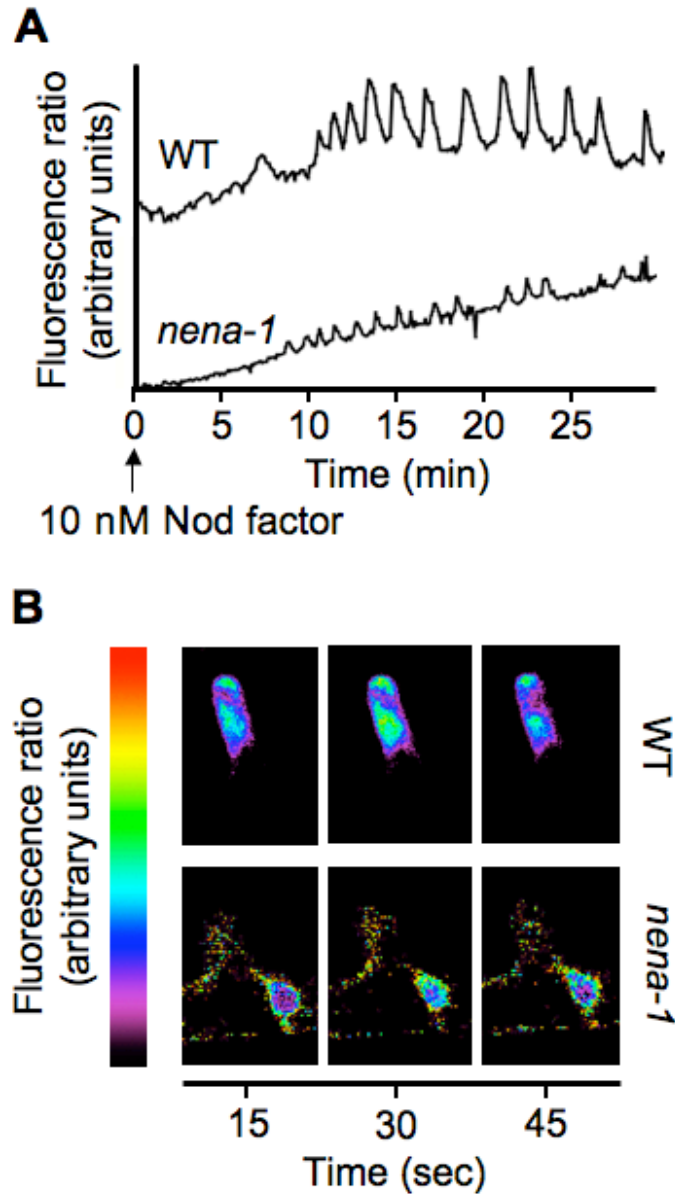 A
Fluorescence ratio
(arbitrary units)
WT
nena-1
0 5 10 15 20 25
Time (min)
10 nM Nod factor
B
Fluorescence ratio
(arbitrary units)
WT
nena-1
15 30 45
Time (sec)